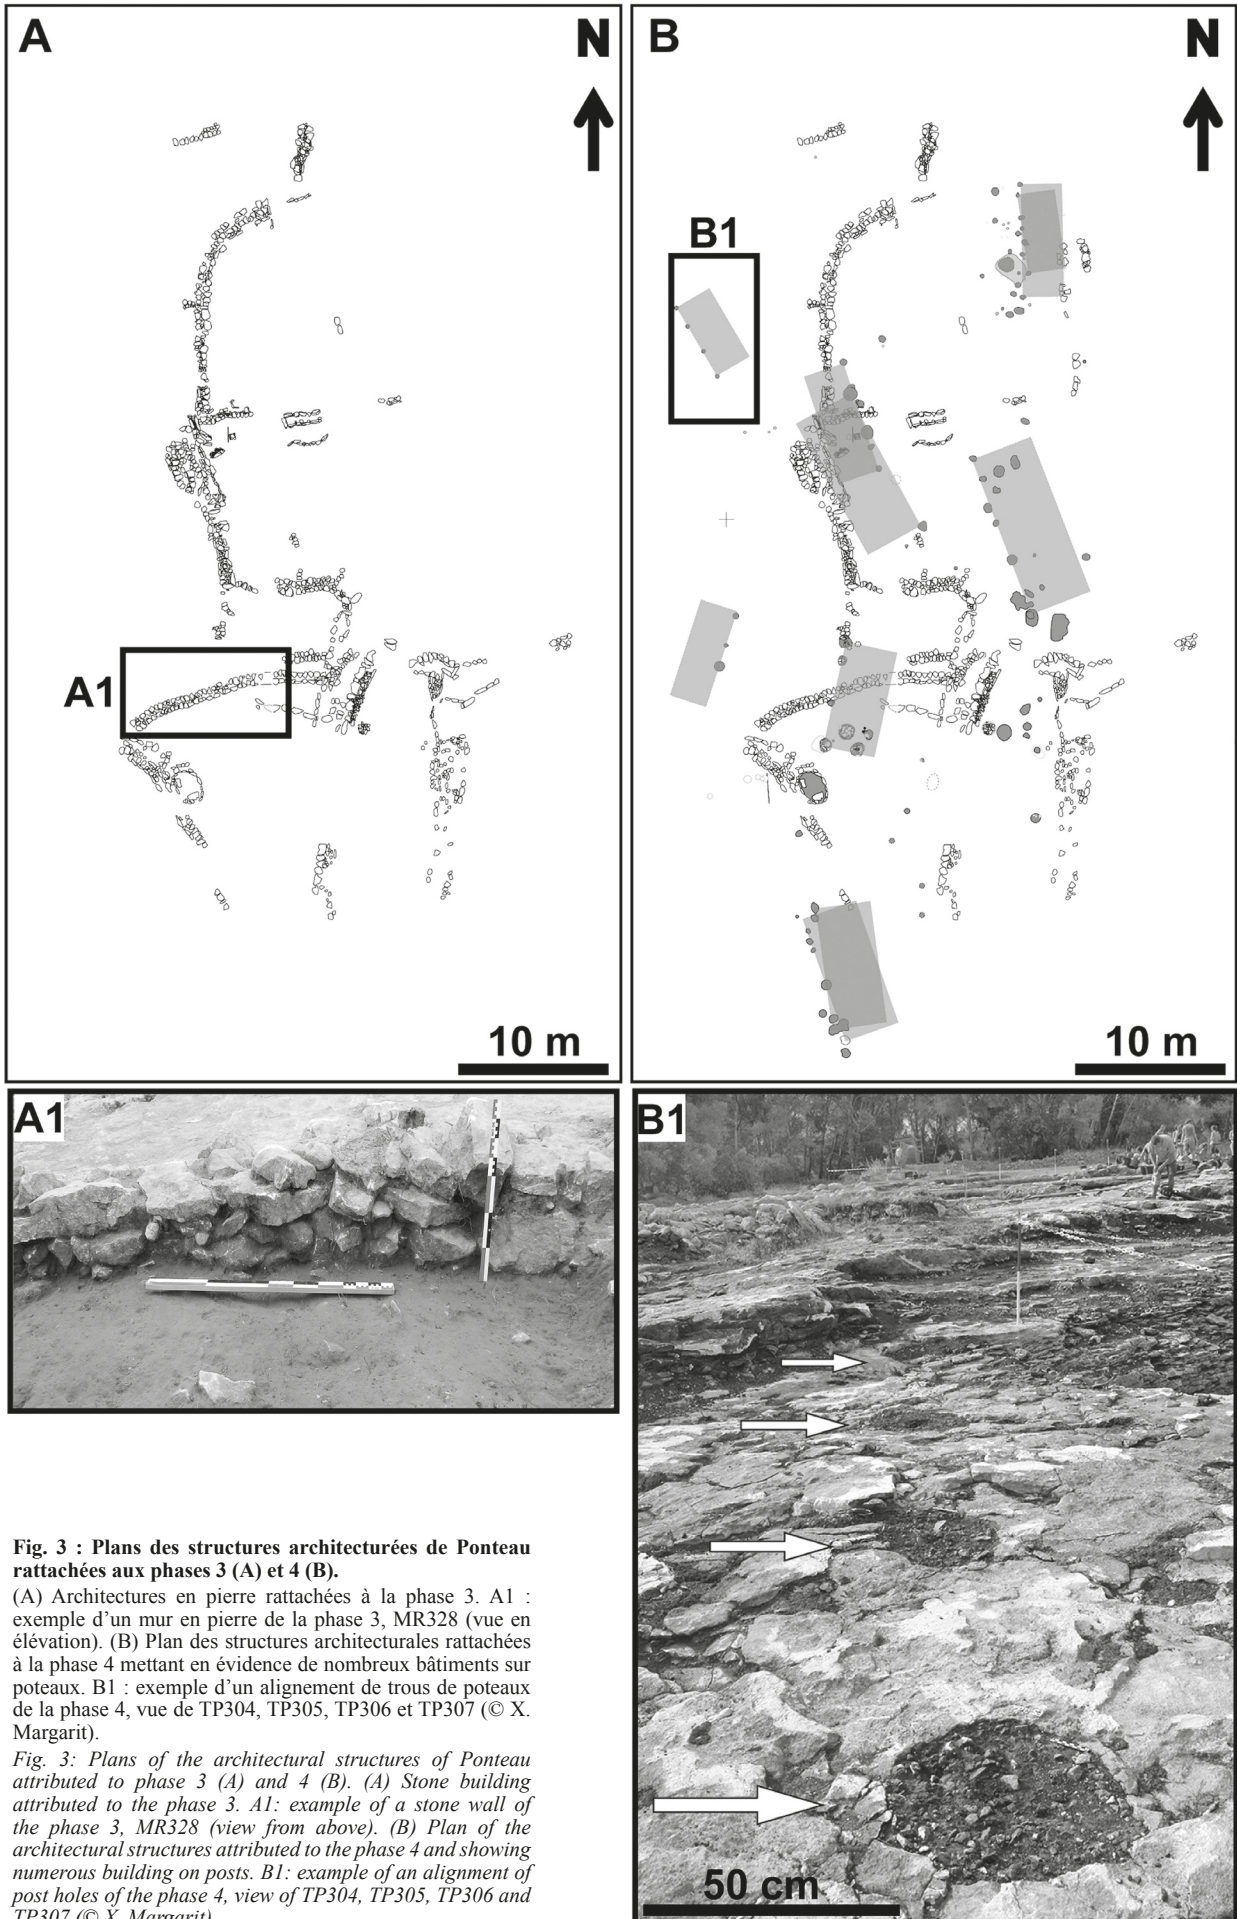 A
N
B
N
B1
A1
10 m
10 m
A1
B1
50 cm
Fig. 3 : Plans des structures architecturées de Ponteau
rattachées aux phases 3 (A) et 4 (B).
(A) Architectures en pierre rattachées à la phase 3. A1 :
exemple d’un mur en pierre de la phase 3, MR328 (vue en
élévation). (B) Plan des structures architecturales rattachées
à la phase 4 mettant en évidence de nombreux bâtiments sur
poteaux. B1 : exemple d’un alignement de trous de poteaux
de la phase 4, vue de TP304, TP305, TP306 et TP307 (© X.
Margarit).
Fig. 3: Plans of the architectural structures of Ponteau
attributed to phase 3 (A) and 4 (B). (A) Stone building
attributed to the phase 3. A1: example of a stone wall of
the phase 3, MR328 (view from above). (B) Plan of the
architectural structures attributed to the phase 4 and showing
numerous building on posts. B1: example of an alignment of
post holes of the phase 4, view of TP304, TP305, TP306 and
TP307 (© X. Margarit)